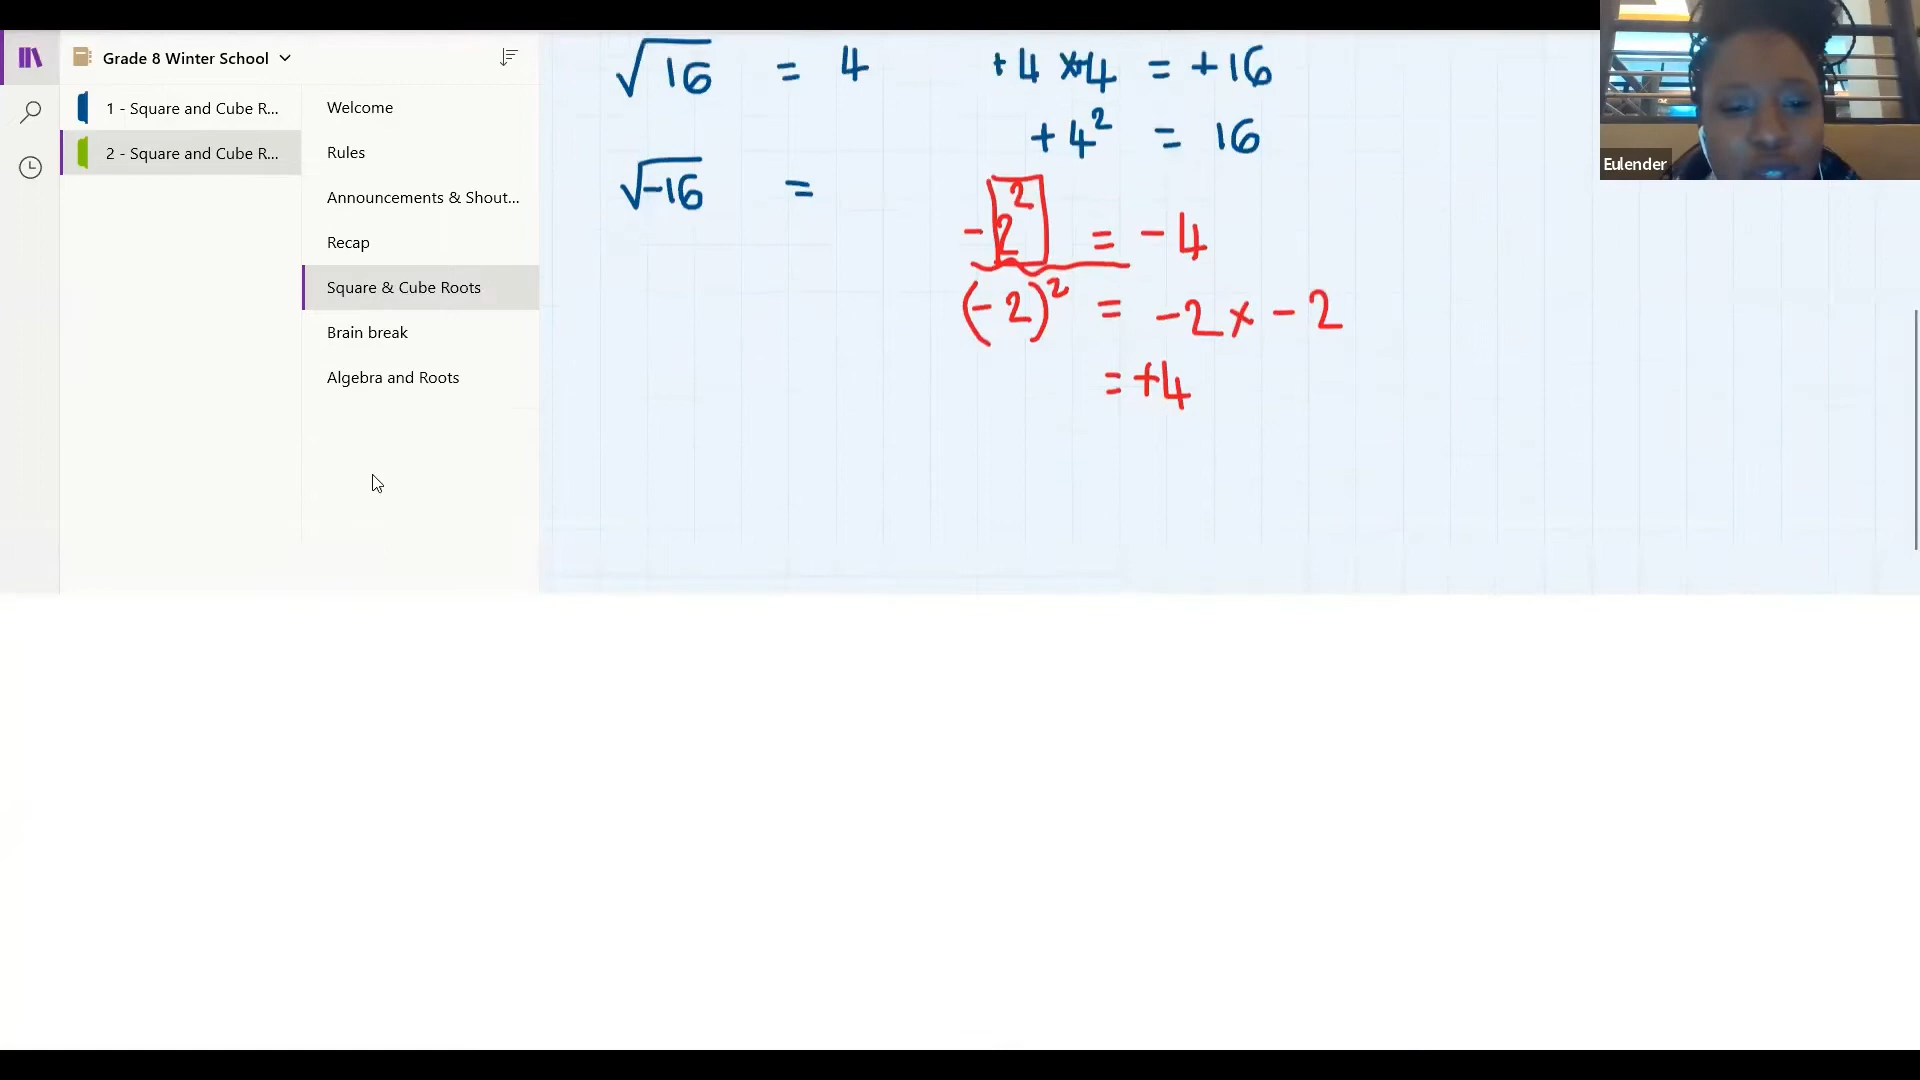 Grade 8 Winter School
1 - Square and Cube R...
2 - Square and Cube R...
Welcome
Rules
Announcements & Shout...
Recap
Square & Cube Roots
Brain break
Algebra and Roots
√16 = 4 +4 × +4 = +16
+4² = 16
√-16 =
-2² = -4
(-2)² = -2 × -2
= +4
Eulender